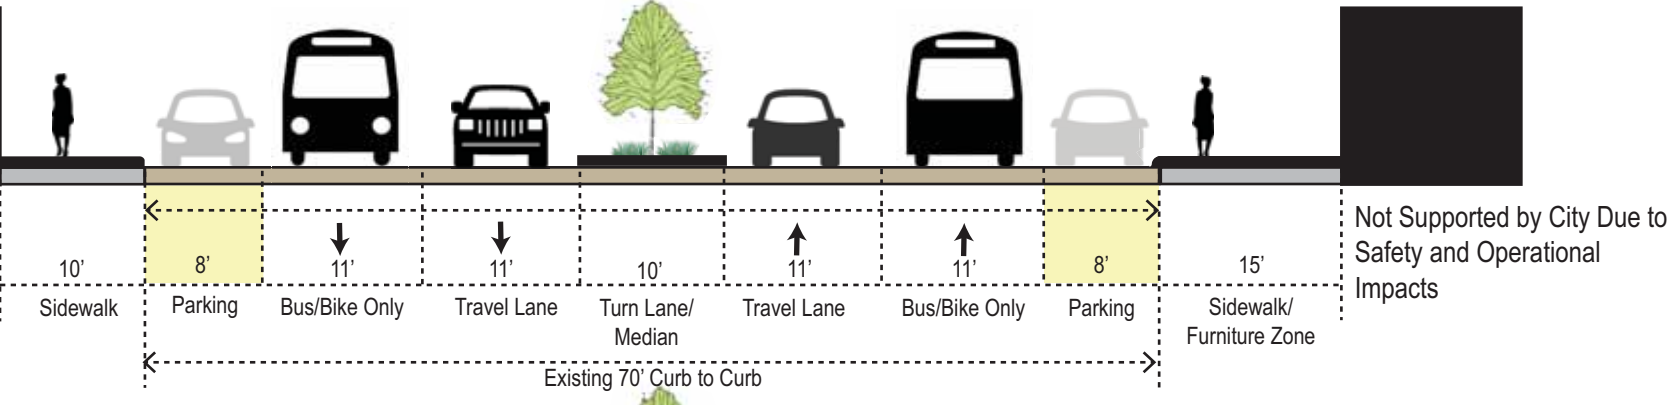 Not Supported by City Due to
Safety and Operational
Impacts
10’ 8’ 11’ 11’ 10’ 11’ 11’ 8’ 15’
Sidewalk Parking Bus/Bike Only Travel Lane Turn Lane/ Travel Lane Bus/Bike Only Parking Sidewalk/
Median Furniture Zone
Existing 70’ Curb to Curb